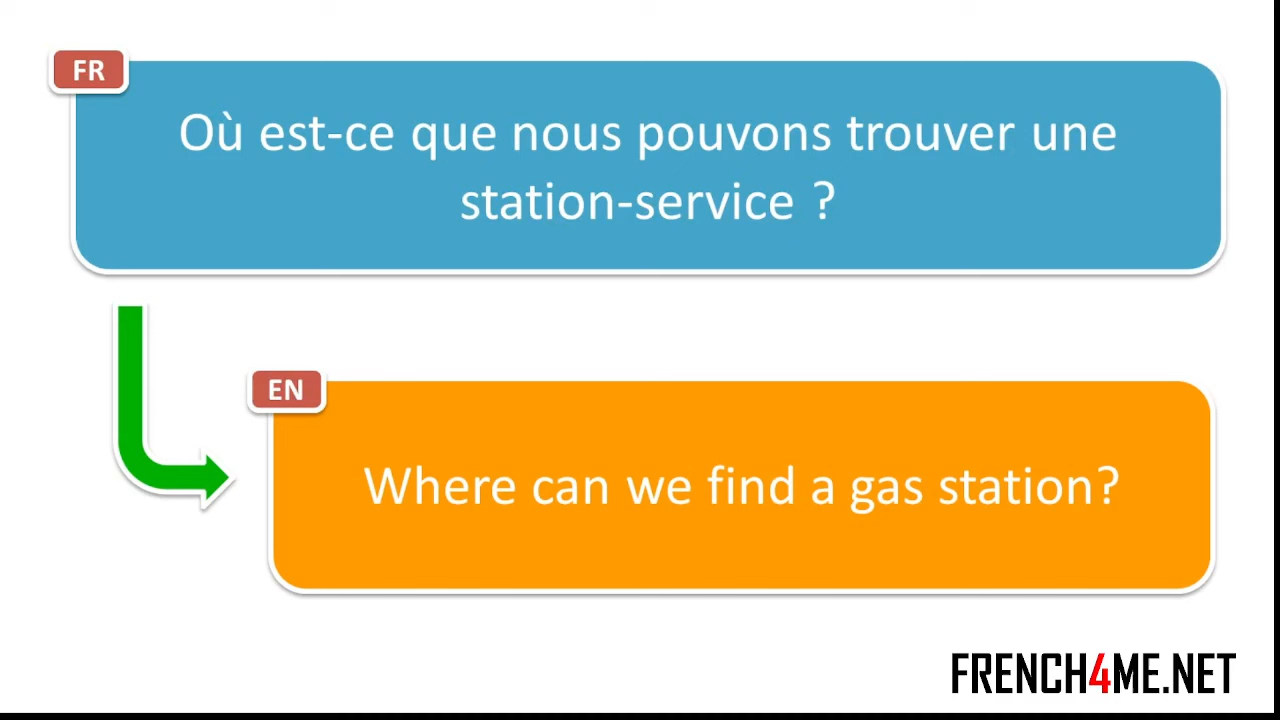 FR
Où est-ce que nous pouvons trouver une
station-service ?
EN
Where can we find a gas station?
FRENCH4ME.NET